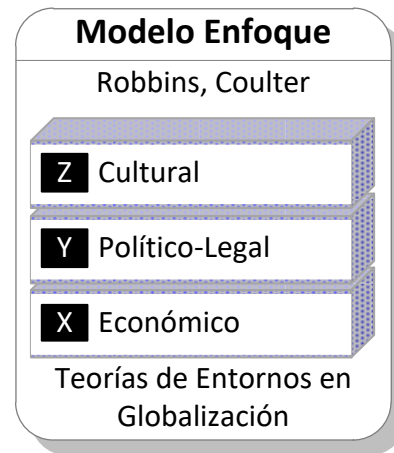 Modelo Enfoque
Robbins, Coulter
Z Cultural
Y Político-Legal
X Económico
Teorías de Entornos en
Globalización